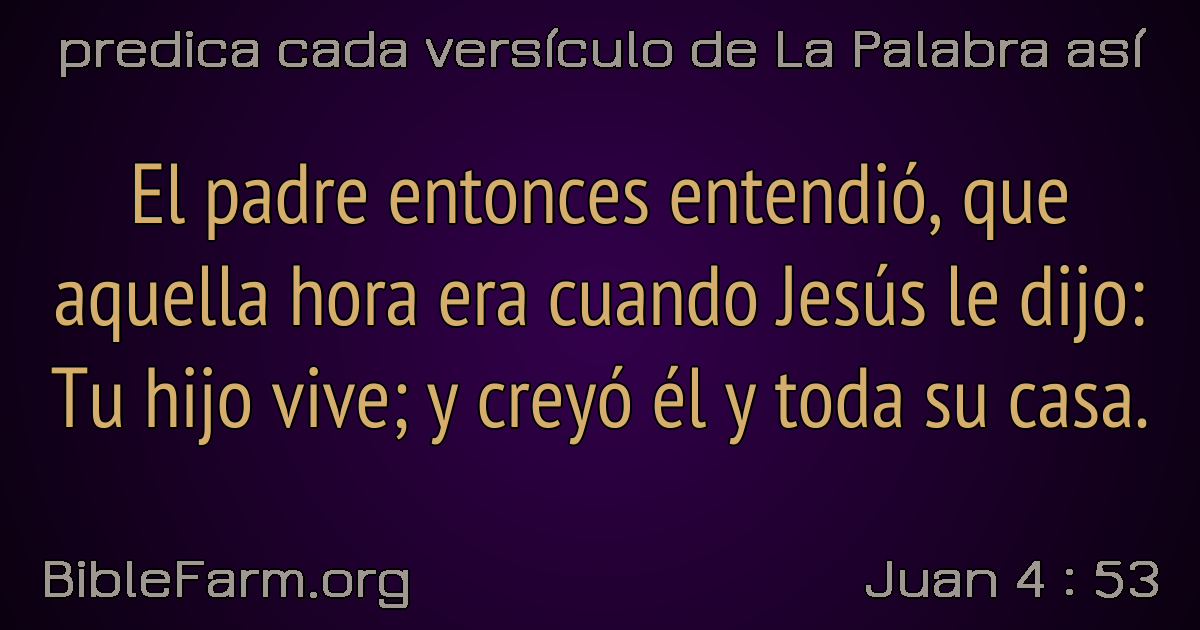 predica cada versículo de La Palabra así
El padre entonces entendió, que
aquella hora era cuando Jesús le dijo:
Tu hijo vive; y creyó él y toda su casa.
BibleFarm.org
Juan 4 : 53